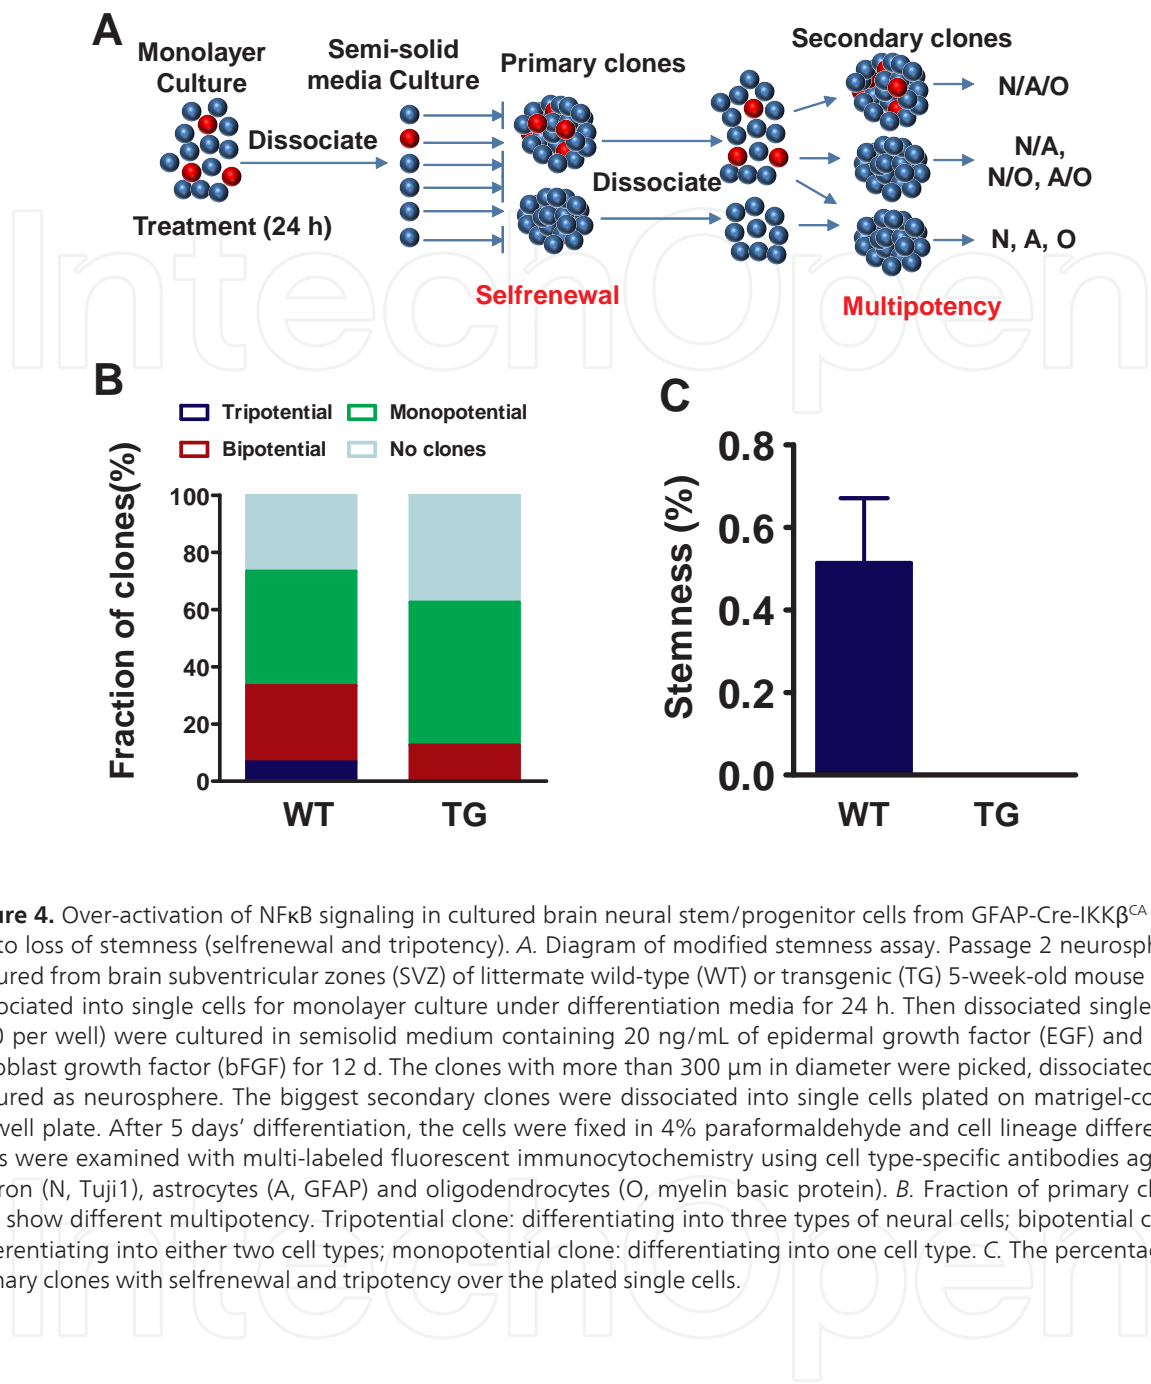 A
Monolayer
Culture
Semi-solid
media Culture
Primary clones
Secondary clones
Dissociate
Dissociate
Treatment (24 h)
N/A/O
N/A,
N/O, A/O
N, A, O
Selfrenewal
Multipotency
B
Tripotential
Monopotential
Bipotential
No clones
Fraction of clones(%)
100
80
60
40
20
0
WT
TG
C
Stemness (%)
0.8
0.6
0.4
0.2
0.0
WT
TG
ure 4. Over-activation of NFκB signaling in cultured brain neural stem/progenitor cells from GFAP-Cre-IKKβCA
to loss of stemness (selfrenewal and tripotency). A. Diagram of modified stemness assay. Passage 2 neurosph
ured from brain subventricular zones (SVZ) of littermate wild-type (WT) or transgenic (TG) 5-week-old mouse
ociated into single cells for monolayer culture under differentiation media for 24 h. Then dissociated single
0 per well) were cultured in semisolid medium containing 20 ng/mL of epidermal growth factor (EGF) and
oblast growth factor (bFGF) for 12 d. The clones with more than 300 μm in diameter were picked, dissociated
ured as neurosphere. The biggest secondary clones were dissociated into single cells plated on matrigel-co
well plate. After 5 days’ differentiation, the cells were fixed in 4% paraformaldehyde and cell lineage differe
s were examined with multi-labeled fluorescent immunocytochemistry using cell type-specific antibodies ag
ron (N, Tuji1), astrocytes (A, GFAP) and oligodendrocytes (O, myelin basic protein). B. Fraction of primary cl
show different multipotency. Tripotential clone: differentiating into three types of neural cells; bipotential c
erentiating into either two cell types; monopotential clone: differentiating into one cell type. C. The percentag
mary clones with selfrenewal and tripotency over the plated single cells.
IntechOpen
IntechOpen